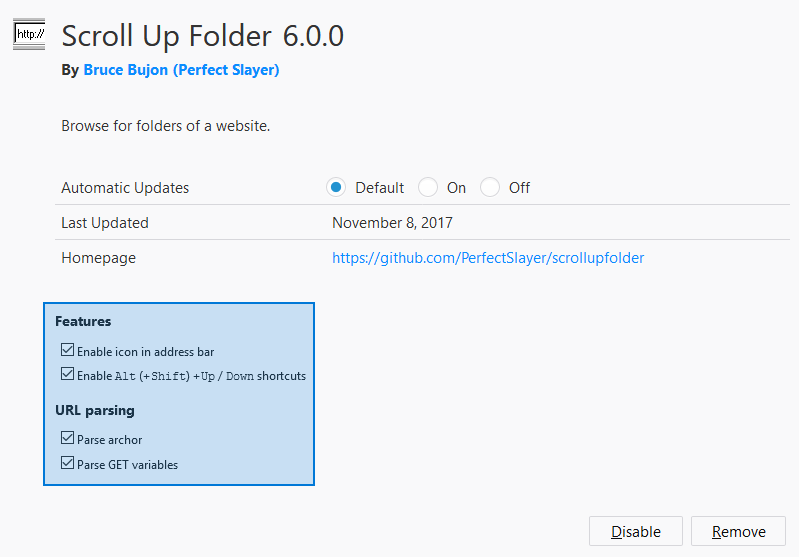 http://
Scroll Up Folder 6.0.0
By Bruce Bujon (Perfect Slayer)
Browse for folders of a website.
Automatic Updates Default On Off
Last Updated November 8, 2017
Homepage https://github.com/PerfectSlayer/scrollupfolder
Features
Enable icon in address bar
Enable Alt (+Shift) +Up / Down shortcuts
URL parsing
Parse archor
Parse GET variables
Disable Remove